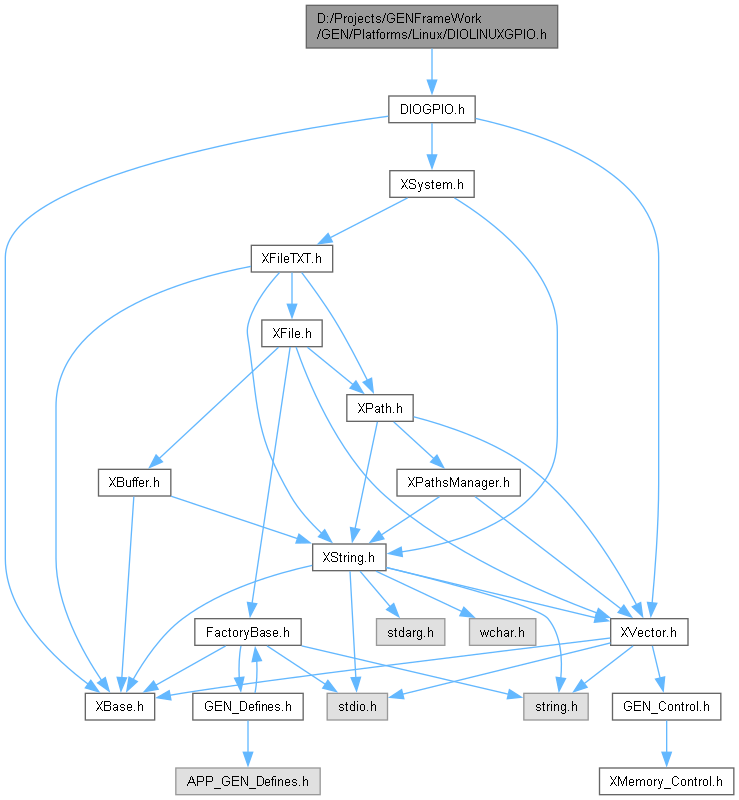 D:/Projects/GENFrameWork
/GEN/Platforms/Linux/DIOLINUXGPIO.h
DIOGPIO.h
XSystem.h
XFileTXT.h
XFile.h
XPath.h
XBuffer.h
XPathsManager.h
XString.h
FactoryBase.h
stdarg.h
wchar.h
XVector.h
XBase.h
GEN_Defines.h
stdio.h
string.h
GEN_Control.h
APP_GEN_Defines.h
XMemory_Control.h